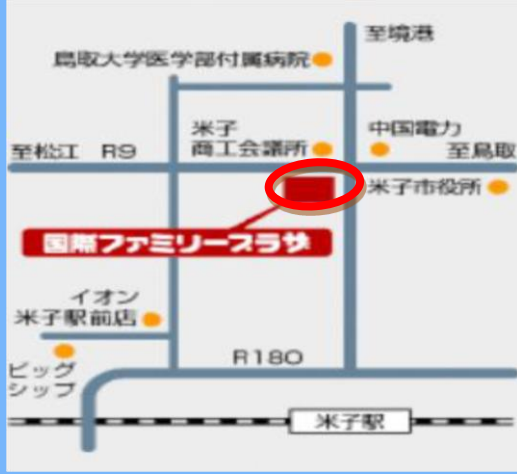 至境港
鳥取大学医学部付属病院
米子
商工会議所
中国電力
至松江 R9
至鳥取
米子市役所
国際ファミリープラザ
イオン
米子駅前店
ビッグ
シップ
R180
米子駅